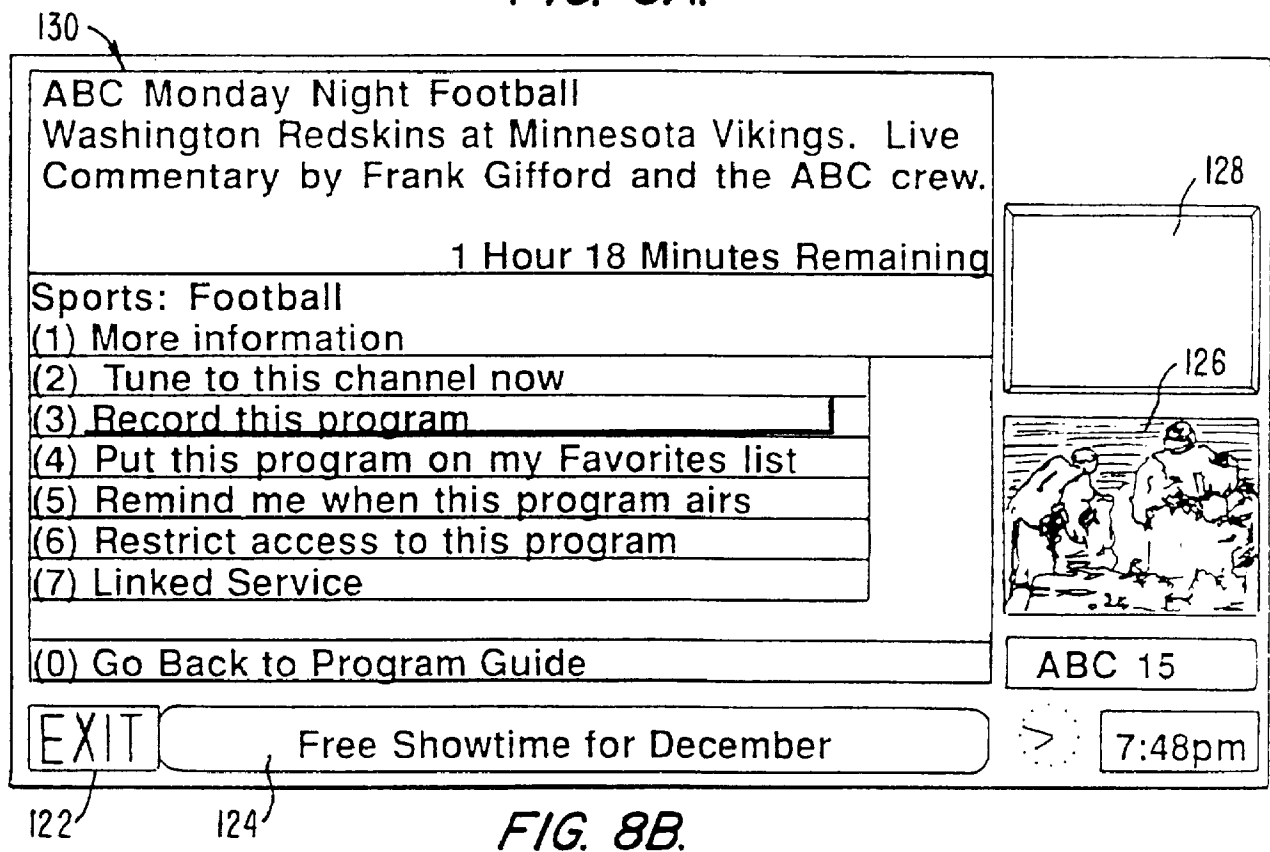 FIG. 8A.
130
ABC Monday Night Football
Washington Redskins at Minnesota Vikings. Live
Commentary by Frank Gifford and the ABC crew.
1 Hour 18 Minutes Remaining
Sports: Football
(1) More information
(2) Tune to this channel now
(3) Record this program
(4) Put this program on my Favorites list
(5) Remind me when this program airs
(6) Restrict access to this program
(7) Linked Service
(0) Go Back to Program Guide
128
126
ABC 15
EXIT
Free Showtime for December
7:48pm
122
124
FIG. 8B.